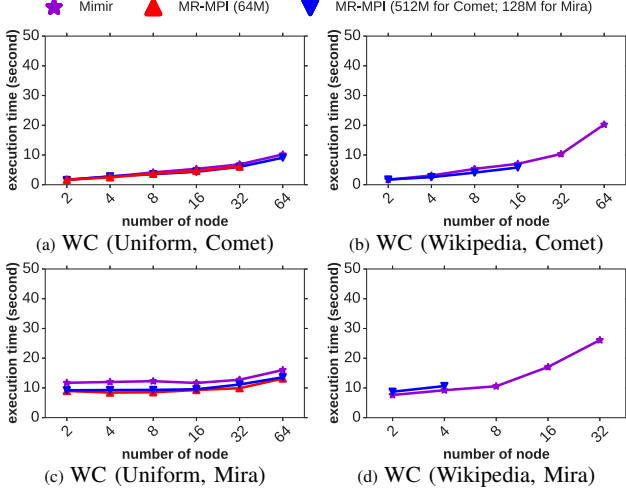 Mimir MR-MPI (64M) MR-MPI (512M for Comet; 128M for Mira)
execution time (second)
50
40
30
20
10
0
2 4 8 16 32 64
number of node
(a) WC (Uniform, Comet)
execution time (second)
50
40
30
20
10
0
2 4 8 16 32 64
number of node
(b) WC (Wikipedia, Comet)
execution time (second)
50
40
30
20
10
0
2 4 8 16 32 64
number of node
(c) WC (Uniform, Mira)
execution time (second)
50
40
30
20
10
0
2 4 8 16 32
number of node
(d) WC (Wikipedia, Mira)